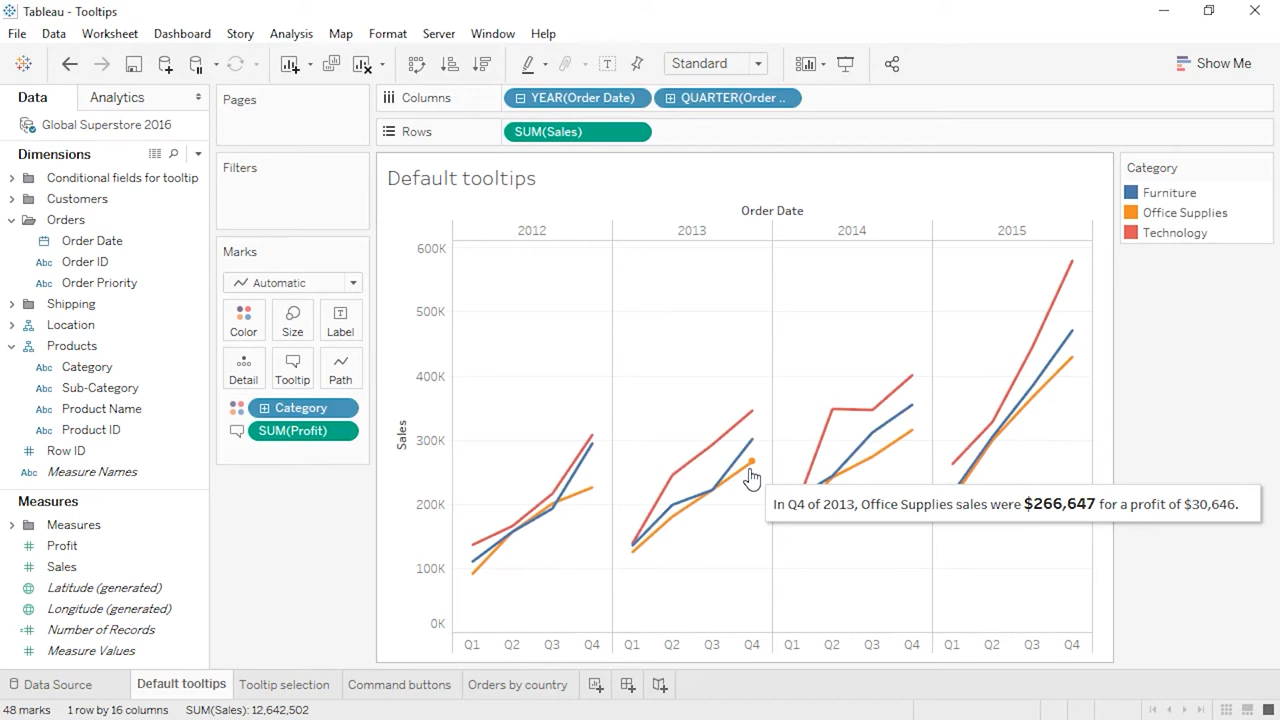 Tableau - Tooltips
File Data Worksheet Dashboard Story Analysis Map Format Server Window Help
Standard
Show Me
Data Analytics
Global Superstore 2016
Dimensions
Conditional fields for tooltip
Customers
Orders
Order Date
Abc Order ID
Abc Order Priority
Shipping
Location
Products
Abc Category
Abc Sub-Category
Abc Product Name
Abc Product ID
Row ID
Abc Measure Names
Measures
Measures
Profit
Sales
Latitude (generated)
Longitude (generated)
Number of Records
Measure Values
Pages
Filters
Marks
Automatic
Color Size Label
Detail Tooltip Path
Category
SUM(Profit)
Columns YEAR(Order Date) QUARTER(Order ..
Rows SUM(Sales)
Default tooltips
Order Date
2012 2013 2014 2015
Sales
600K
500K
400K
300K
200K
100K
0K
In Q4 of 2013, Office Supplies sales were $266,647 for a profit of $30,646.
Q1 Q2 Q3 Q4 Q1 Q2 Q3 Q4 Q1 Q2 Q3 Q4 Q1 Q2 Q3 Q4
Category
Furniture
Office Supplies
Technology
Data Source Default tooltips Tooltip selection Command buttons Orders by country
48 marks 1 row by 16 columns SUM(Sales): 12,642,502